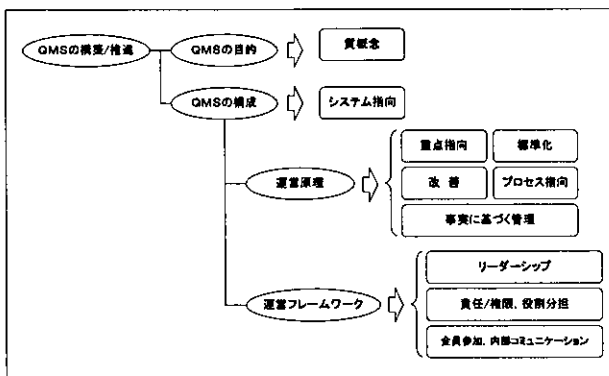 QMSの構築/推進
QMSの目的
質概念
QMSの構成
システム指向
重点指向
標準化
運営原理
改 善
プロセス指向
事実に基づく管理
リーダーシップ
運営フレームワーク
責任/権限、役割分担
全員参加、内部コミュニケーション